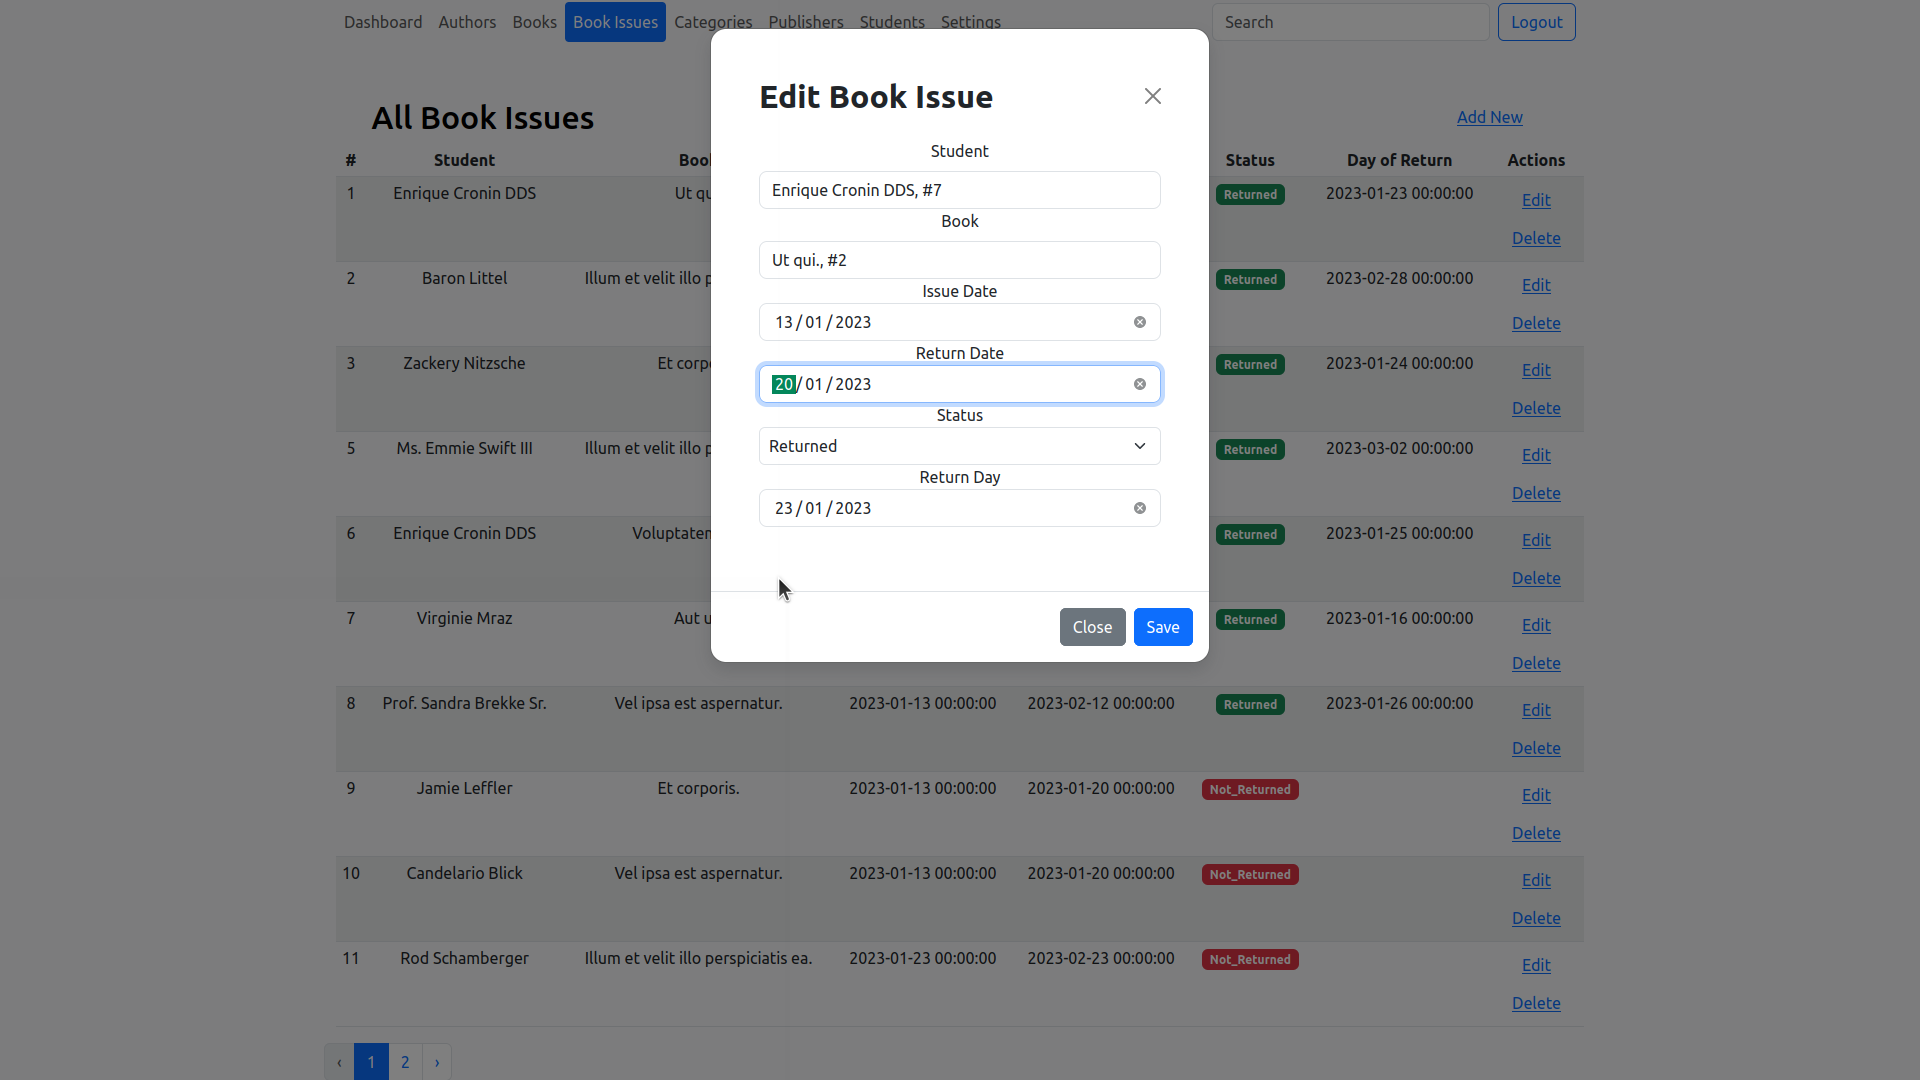 Dashboard Authors Books Book Issues Categories Publishers Students Settings Search Logout
All Book Issues Add New
# Student Book Status Day of Return Actions
1 Enrique Cronin DDS Ut qu Returned 2023-01-23 00:00:00 Edit
Delete
2 Baron Littel Illum et velit illo p Returned 2023-02-28 00:00:00 Edit
Delete
3 Zackery Nitzsche Et corp Returned 2023-01-24 00:00:00 Edit
Delete
5 Ms. Emmie Swift III Illum et velit illo p Returned 2023-03-02 00:00:00 Edit
Delete
6 Enrique Cronin DDS Voluptaten Returned 2023-01-25 00:00:00 Edit
Delete
7 Virginie Mraz Aut u Returned 2023-01-16 00:00:00 Edit
Delete
8 Prof. Sandra Brekke Sr. Vel ipsa est aspernatur. 2023-01-13 00:00:00 2023-02-12 00:00:00 Returned 2023-01-26 00:00:00 Edit
Delete
9 Jamie Leffler Et corporis. 2023-01-13 00:00:00 2023-01-20 00:00:00 Not_Returned Edit
Delete
10 Candelario Blick Vel ipsa est aspernatur. 2023-01-13 00:00:00 2023-01-20 00:00:00 Not_Returned Edit
Delete
11 Rod Schamberger Illum et velit illo perspiciatis ea. 2023-01-23 00:00:00 2023-02-23 00:00:00 Not_Returned Edit
Delete
‹ 1 2 ›
Edit Book Issue
Student
Enrique Cronin DDS, #7
Book
Ut qui., #2
Issue Date
13/01/2023
Return Date
20/01/2023
Status
Returned
Return Day
23/01/2023
Close Save